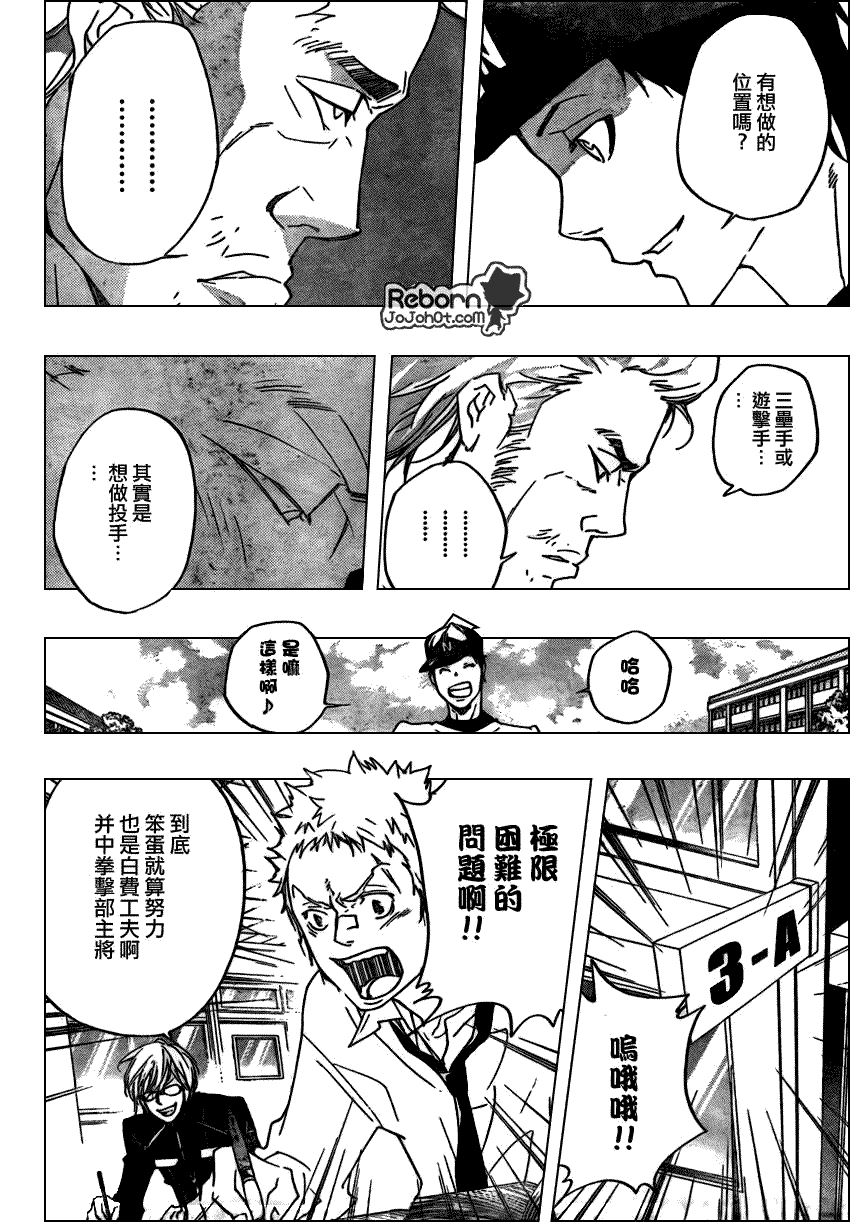 有想做的
位置嗎？
⋯⋯⋯⋯
⋯⋯⋯⋯
Reborn
JoJoh0t.com
三壘手或
遊擊手⋯
⋯
⋯⋯⋯
⋯⋯⋯
其實是
想做投手⋯
⋯
哈哈
是嘛
這樣啊♪
3-A
嗚哦哦!!
極限
困難的
問題啊!!
到底
笨蛋就算努力
也是白費工夫啊
并中拳擊部主將